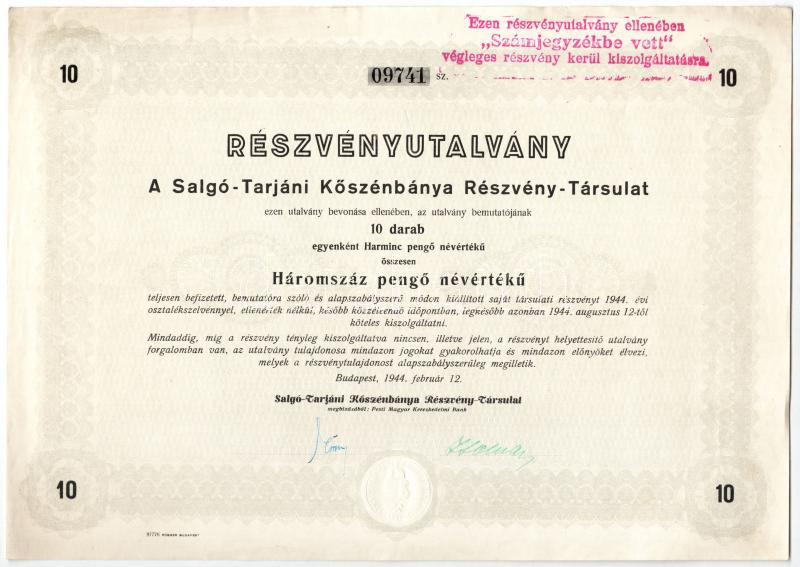 Ezen részvényutalvány ellenében
„Számjegyzékbe vett“
végleges részvény kerül kiszolgáltatásra.
10
09741 sz.
10
RÉSZVÉNYUTALVÁNY
A Salgó-Tarjáni Kőszénbánya Részvény-Társulat
ezen utalvány bevonása ellenében, az utalvány bemutatójának
10 darab
egyenként Harminc pengő névértékű
összesen
Háromszáz pengő névértékű
teljesen befizetett, bemutatóra szóló és alapszabályszerű módon kiállított saját társulati részvényt 1944. évi
osztalékszelvénnyel, ellenérték nélkül, később közzéteendő időpontban, legkésőbb azonban 1944. augusztus 12-től
köteles kiszolgáltatni.
Mindaddig, míg a részvény tényleg kiszolgáltatva nincsen, illetve jelen, a részvényt helyettesítő utalvány
forgalomban van, az utalvány tulajdonosa mindazon jogokat gyakorolhatja és mindazon előnyöket élvezi,
melyek a részvénytulajdonost alapszabályszerűleg megilletik.
Budapest, 1944. február 12.
Salgó-Tarjáni Kőszénbánya Részvény-Társulat
megbízásából: Pesti Magyar Kereskedelmi Bank
10
10
BUDAPEST